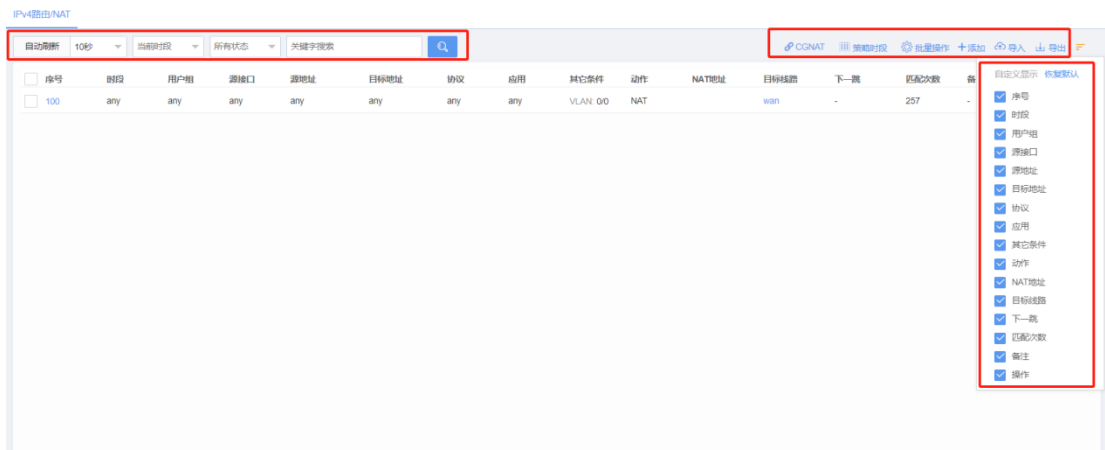 IPv4路由/NAT
自动刷新 10秒 当前时段 所有状态 关键字搜索 CGNAT 策略时段 批量操作 添加 导入 导出
序号 时段 用户组 源接口 源地址 目标地址 协议 应用 其它条件 动作 NAT地址 目标线路 下一跳 匹配次数 备
100 any any any any any any any VLAN: 0/0 NAT wan - 257 -
自定义显示 恢复默认
序号
时段
用户组
源接口
源地址
目标地址
协议
应用
其它条件
动作
NAT地址
目标线路
下一跳
匹配次数
备注
操作